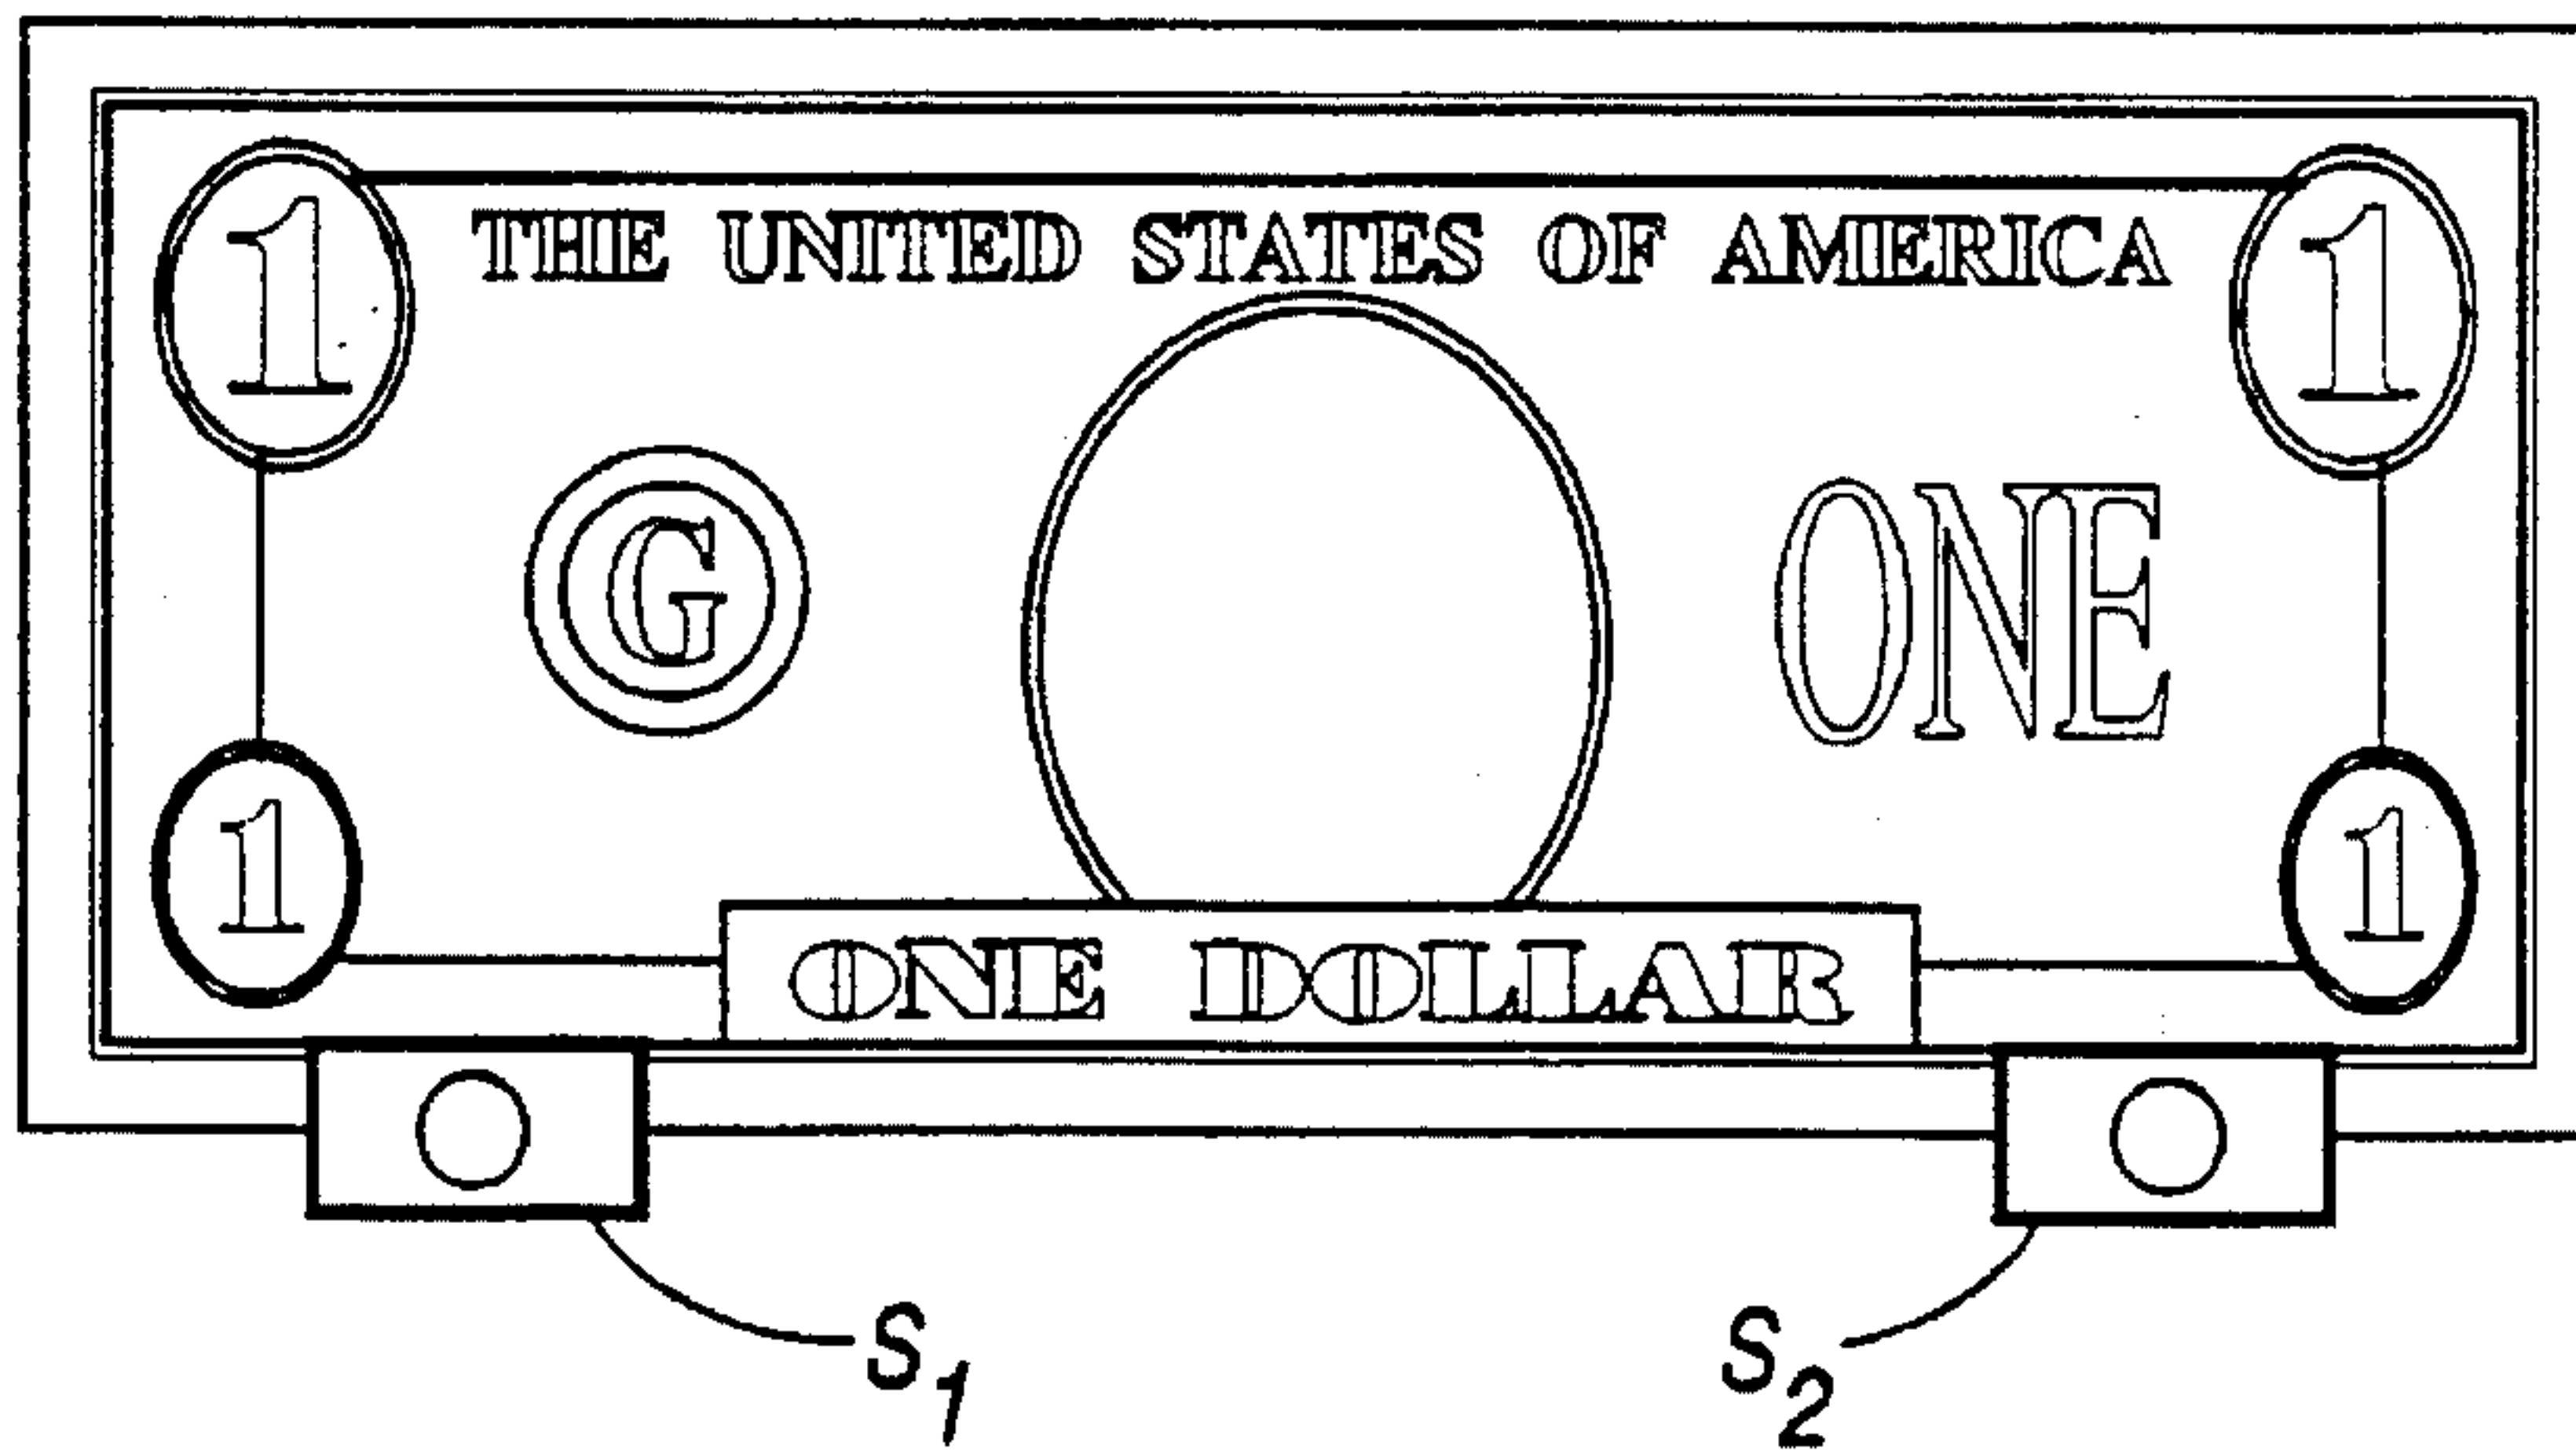 1 THE UNITED STATES OF AMERICA 1
G ONE
1 1
ONE DOLLAR
S1 S2